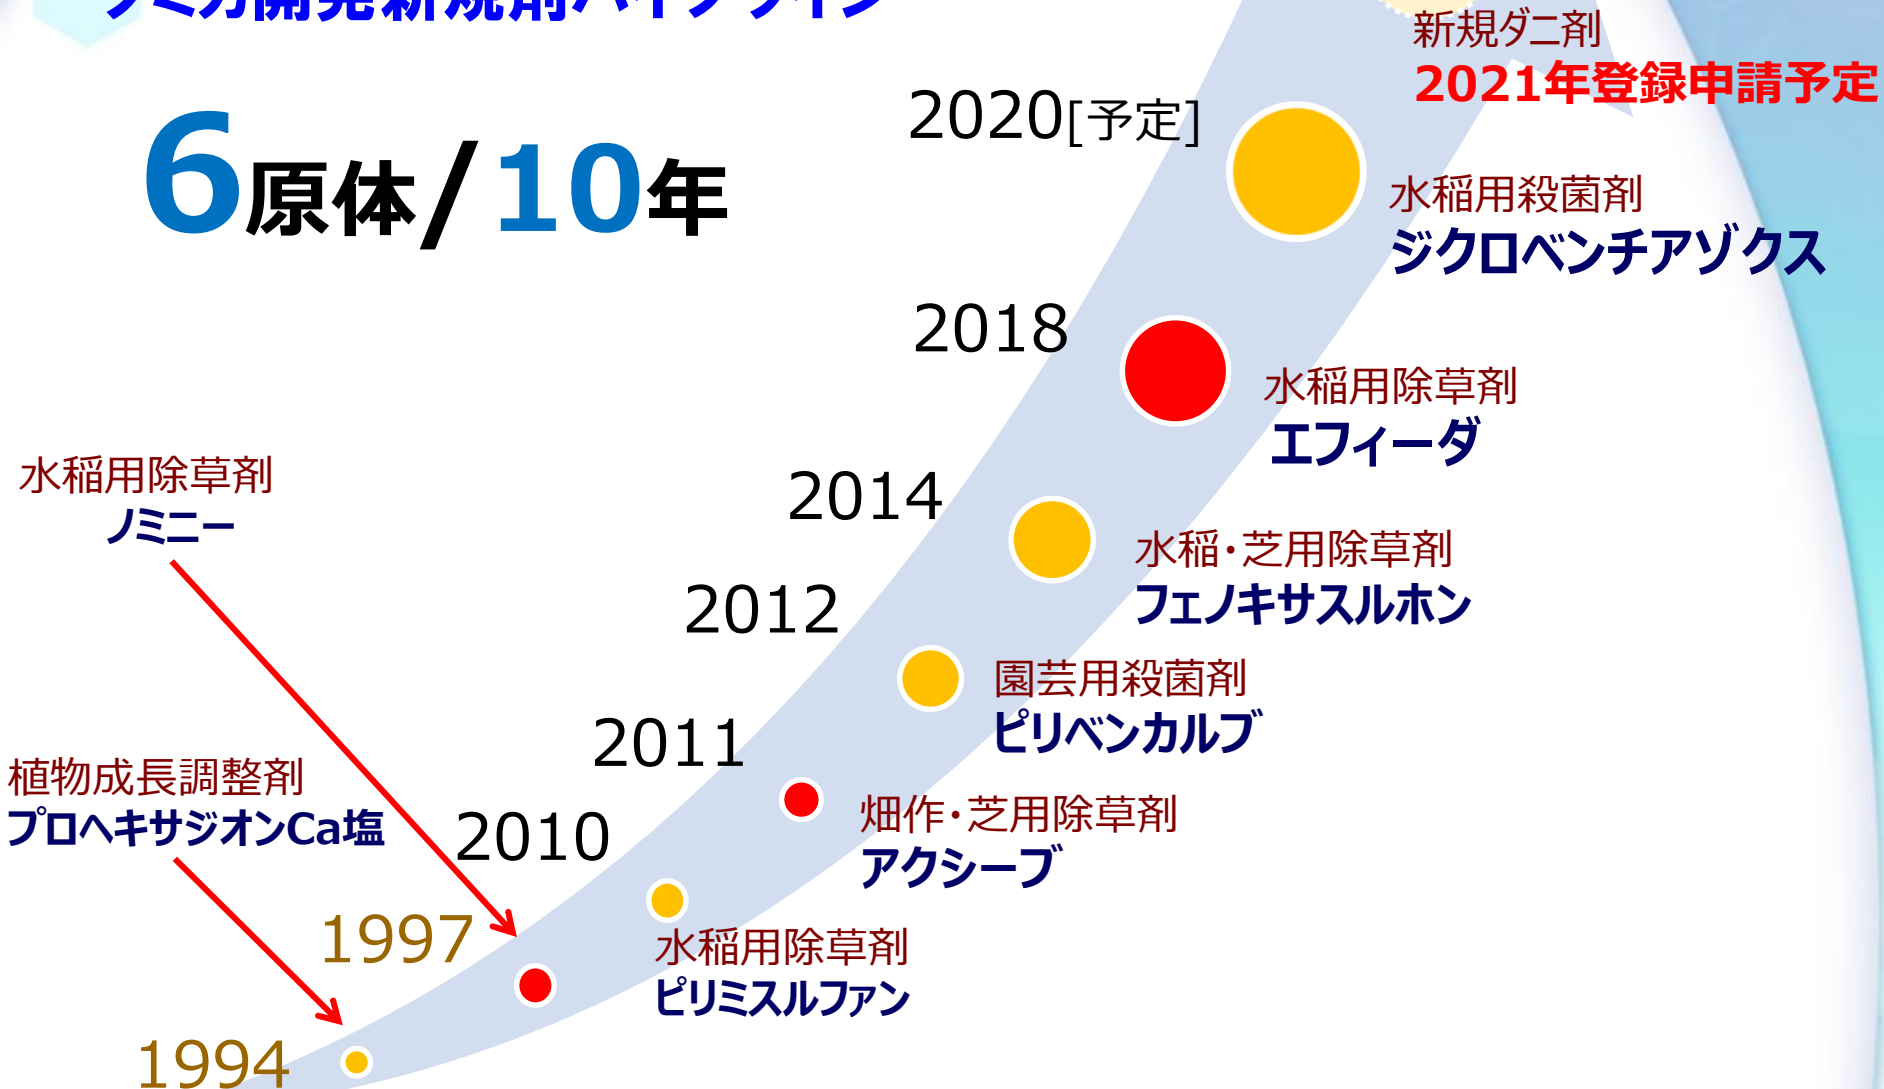 新規ダニ剤
2021年登録申請予定
6原体/10年
2020[予定]
水稲用殺菌剤
ジクロベンチアゾクス
2018
水稲用除草剤
エフィーダ
2014
水稲・芝用除草剤
フェノキサスルホン
2012
園芸用殺菌剤
ピリベンカルブ
2011
畑作・芝用除草剤
アクシーブ
2010
水稲用除草剤
ピリミスルファン
水稲用除草剤
ノミニー
1997
植物成長調整剤
プロヘキサジオンCa塩
1994